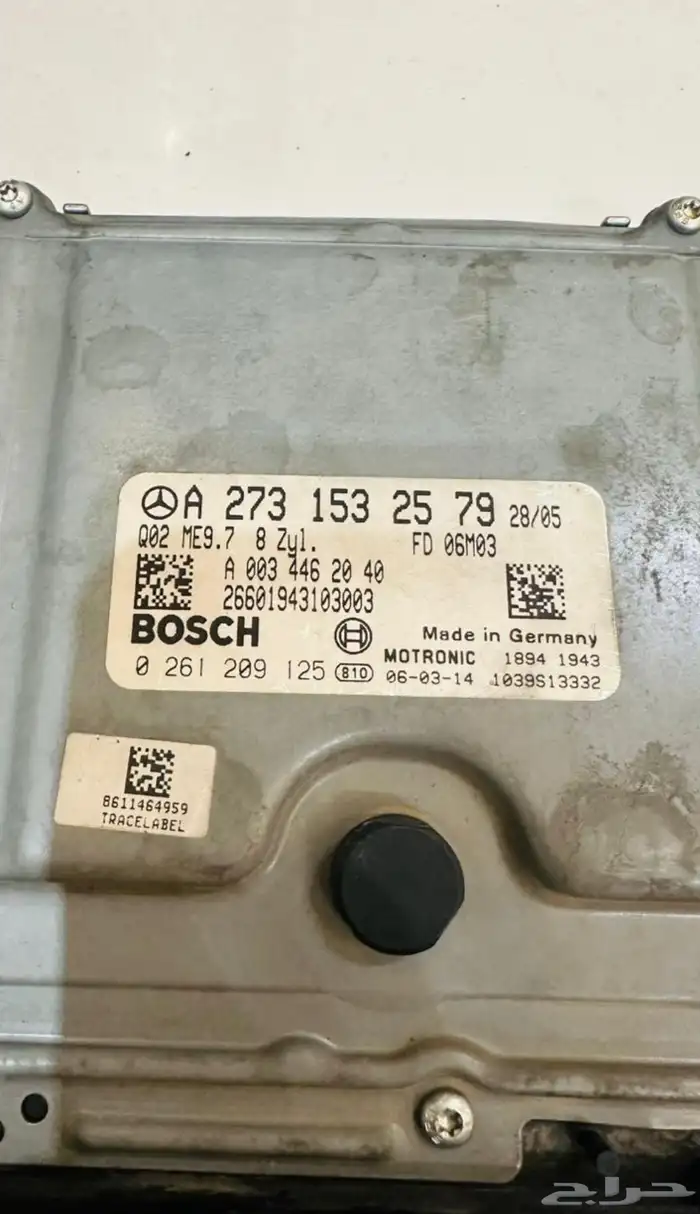 A 273 153 25 79 28/05
Q02 ME9.7 8 Zyl. FD 06M03
A 003 446 20 40
26601943103003
BOSCH Made in Germany
MOTRONIC 1894 1943
0 261 209 125 810 06-03-14 1039S13332
8611464959
TRACELABEL
حراج